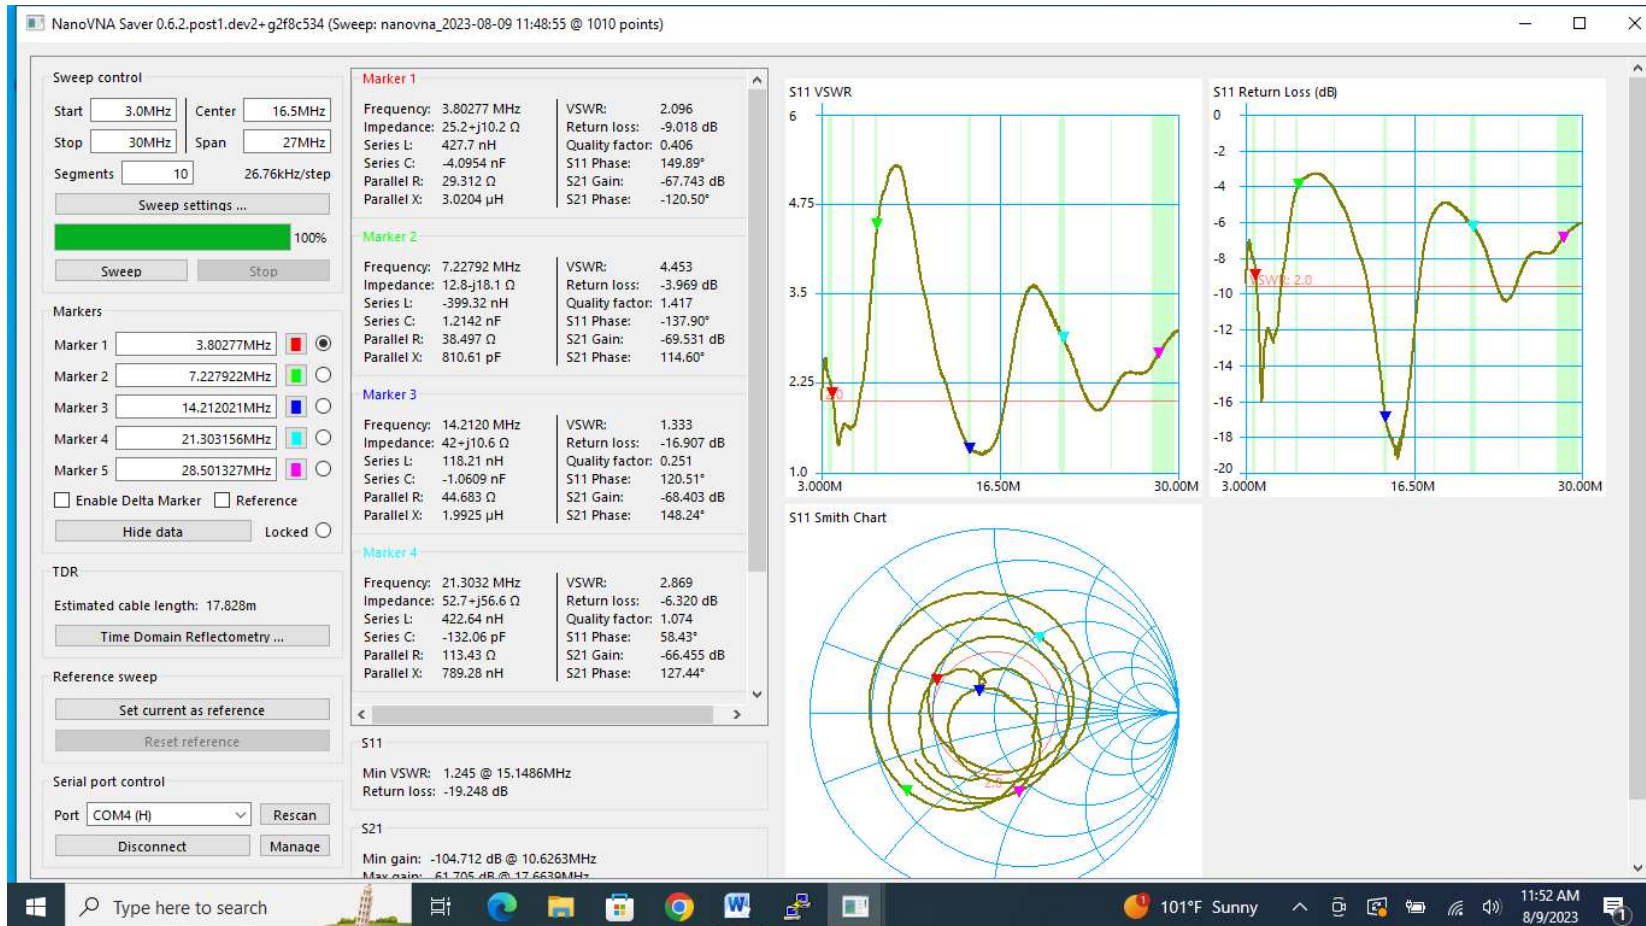 NanoVNA Saver 0.6.2.post1.dev2+g2f8c534 (Sweep: nanovna_2023-08-09 11:48:55 @ 1010 points)
Sweep control
Start 3.0MHz Center 16.5MHz
Stop 30MHz Span 27MHz
Segments 10 26.76kHz/step
Sweep settings ...
100%
Sweep Stop
Markers
Marker 1 3.80277MHz
Marker 2 7.227922MHz
Marker 3 14.212021MHz
Marker 4 21.303156MHz
Marker 5 28.501327MHz
Enable Delta Marker Reference
Hide data Locked
TDR
Estimated cable length: 17.828m
Time Domain Reflectometry ...
Reference sweep
Set current as reference
Reset reference
Serial port control
Port COM4 (H) Rescan
Disconnect Manage
Marker 1
Frequency: 3.80277 MHz VSWR: 2.096
Impedance: 25.2+j10.2 Ω Return loss: -9.018 dB
Series L: 427.7 nH Quality factor: 0.406
Series C: -4.0954 nF S11 Phase: 149.89°
Parallel R: 29.312 Ω S21 Gain: -67.743 dB
Parallel X: 3.0204 µH S21 Phase: -120.50°
Marker 2
Frequency: 7.22792 MHz VSWR: 4.453
Impedance: 12.8-j18.1 Ω Return loss: -3.969 dB
Series L: -399.32 nH Quality factor: 1.417
Series C: 1.2142 nF S11 Phase: -137.90°
Parallel R: 38.497 Ω S21 Gain: -69.531 dB
Parallel X: 810.61 pF S21 Phase: 114.60°
Marker 3
Frequency: 14.2120 MHz VSWR: 1.333
Impedance: 42+j10.6 Ω Return loss: -16.907 dB
Series L: 118.21 nH Quality factor: 0.251
Series C: -1.0609 nF S11 Phase: 120.51°
Parallel R: 44.683 Ω S21 Gain: -68.403 dB
Parallel X: 1.9925 µH S21 Phase: 148.24°
Marker 4
Frequency: 21.3032 MHz VSWR: 2.869
Impedance: 52.7+j56.6 Ω Return loss: -6.320 dB
Series L: 422.64 nH Quality factor: 1.074
Series C: -132.06 pF S11 Phase: 58.43°
Parallel R: 113.43 Ω S21 Gain: -66.455 dB
Parallel X: 789.28 nH S21 Phase: 127.44°
S11
Min VSWR: 1.245 @ 15.1486MHz
Return loss: -19.248 dB
S21
Min gain: -104.712 dB @ 10.6263MHz
Max gain: -61.705 dB @ 17.6639MHz
S11 VSWR
6
4.75
3.5
2.25
2.0
1.0
3.000M 16.50M 30.00M
S11 Return Loss (dB)
0
-2
-4
-6
-8
VSWR: 2.0
-10
-12
-14
-16
-18
-20
3.000M 16.50M 30.00M
S11 Smith Chart
2.0
Type here to search
1
101°F Sunny
11:52 AM
8/9/2023
1